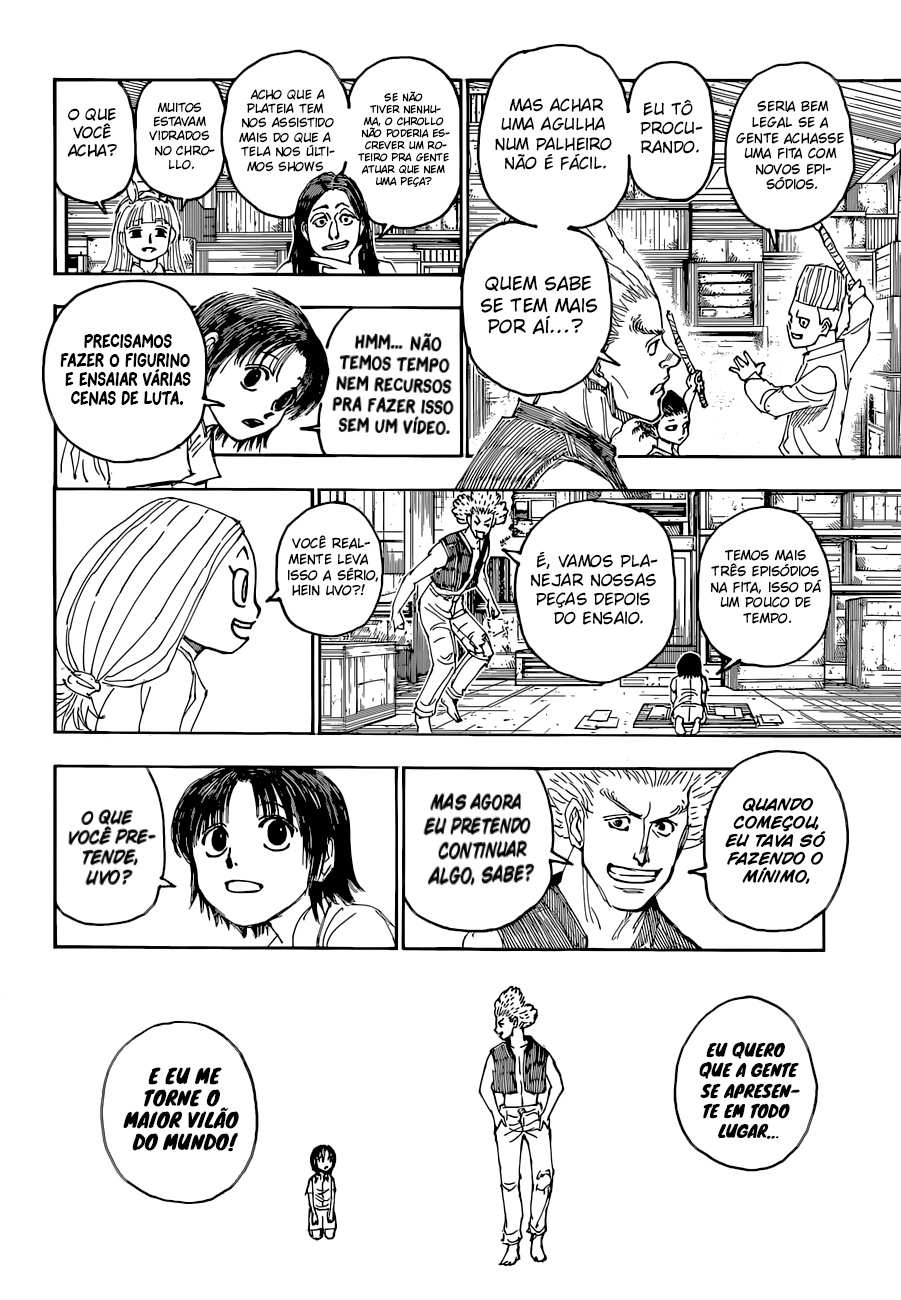 SERIA BEM
LEGAL SE A
GENTE ACHASSE
UMA FITA COM
NOVOS EPI-
SÓDIOS.
EU TÔ
PROCU-
RANDO.
MAS ACHAR
UMA AGULHA
NUM PALHEIRO
NÃO É FÁCIL.
QUEM SABE
SE TEM MAIS
POR AÍ...?
SE NÃO
TIVER NENHU-
MA, O CHROLLO
NÃO PODERIA ES-
CREVER UM RO-
TEIRO PRA GENTE
ATUAR QUE NEM
UMA PEÇA?
ACHO QUE A
PLATEIA TEM
NOS ASSISTIDO
MAIS DO QUE A
TELA NOS ÚLTI-
MOS SHOWS
MUITOS
ESTAVAM
VIDRADOS
NO CHRO-
LLO.
O QUE
VOCÊ
ACHA?
HMM... NÃO
TEMOS TEMPO
NEM RECURSOS
PRA FAZER ISSO
SEM UM VÍDEO.
PRECISAMOS
FAZER O FIGURINO
E ENSAIAR VÁRIAS
CENAS DE LUTA.
TEMOS MAIS
TRÊS EPISÓDIOS
NA FITA, ISSO DÁ
UM POUCO DE
TEMPO.
É, VAMOS PLA-
NEJAR NOSSAS
PEÇAS DEPOIS
DO ENSAIO.
VOCÊ REAL-
MENTE LEVA
ISSO A SÉRIO,
HEIN UVO?!
QUANDO
COMEÇOU,
EU TAVA SÓ
FAZENDO O
MÍNIMO,
MAS AGORA
EU PRETENDO
CONTINUAR
ALGO, SABE?
O QUE
VOCÊ PRE-
TENDE,
UVO?
EU QUERO
QUE A GENTE
SE APRESEN-
TE EM TODO
LUGAR...
E EU ME
TORNE O
MAIOR VILÃO
DO MUNDO!